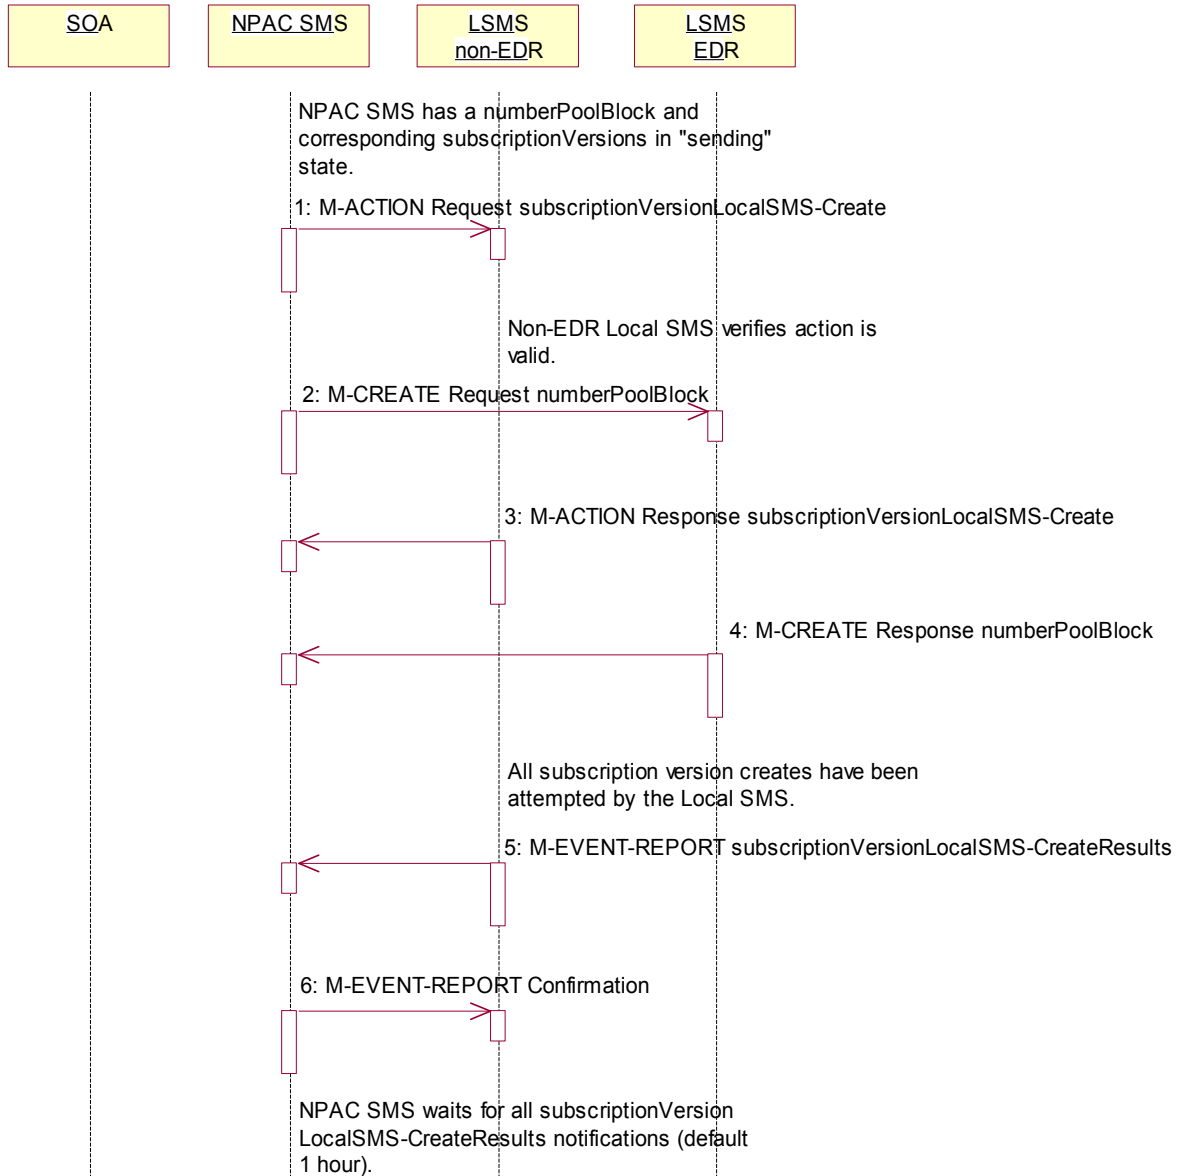 SOA
NPAC SMS
LSMS
non-EDR
LSMS
EDR
NPAC SMS has a numberPoolBlock and
corresponding subscriptionVersions in "sending"
state.
1: M-ACTION Request subscriptionVersionLocalSMS-Create
Non-EDR Local SMS verifies action is
valid.
2: M-CREATE Request numberPoolBlock
3: M-ACTION Response subscriptionVersionLocalSMS-Create
4: M-CREATE Response numberPoolBlock
All subscription version creates have been
attempted by the Local SMS.
5: M-EVENT-REPORT subscriptionVersionLocalSMS-CreateResults
6: M-EVENT-REPORT Confirmation
NPAC SMS waits for all subscriptionVersion
LocalSMS-CreateResults notifications (default
1 hour).